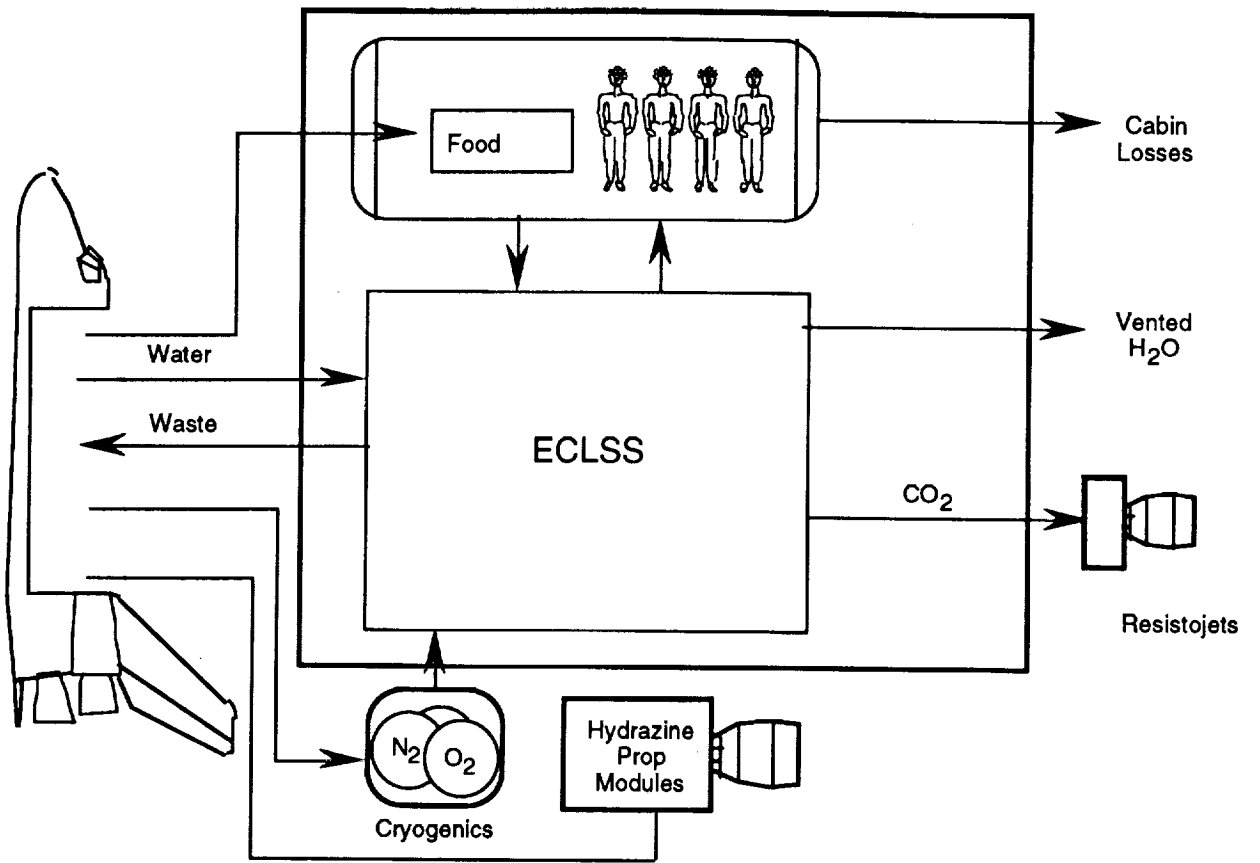 Food
Cabin
Losses
Water
Vented
H₂O
Waste
ECLSS
CO₂
Resistojets
N₂
O₂
Cryogenics
Hydrazine
Prop
Modules